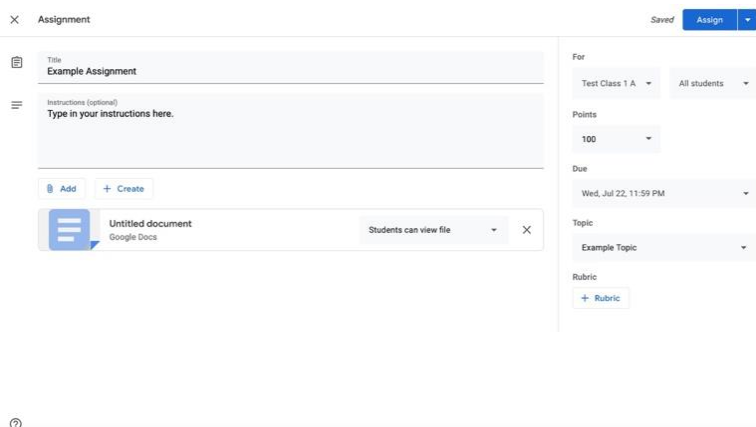 Assignment
Saved
Assign
Title
Example Assignment
Instructions (optional)
Type in your instructions here.
Add
Create
Untitled document
Google Docs
Students can view file
For
Test Class 1 A
All students
Points
100
Due
Wed, Jul 22, 11:59 PM
Topic
Example Topic
Rubric
Rubric